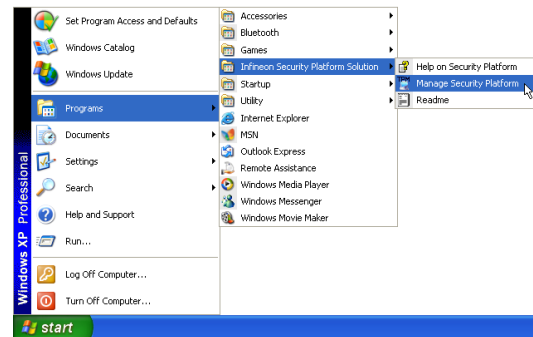 Set Program Access and Defaults
Windows Catalog
Windows Update
Programs
Documents
Settings
Search
Help and Support
Run...
Log Off Computer...
Turn Off Computer...
Windows XP Professional
start
Accessories
Bluetooth
Games
Infineon Security Platform Solution
Startup
Utility
Internet Explorer
MSN
Outlook Express
Remote Assistance
Windows Media Player
Windows Messenger
Windows Movie Maker
Help on Security Platform
TPM
Manage Security Platform
Readme